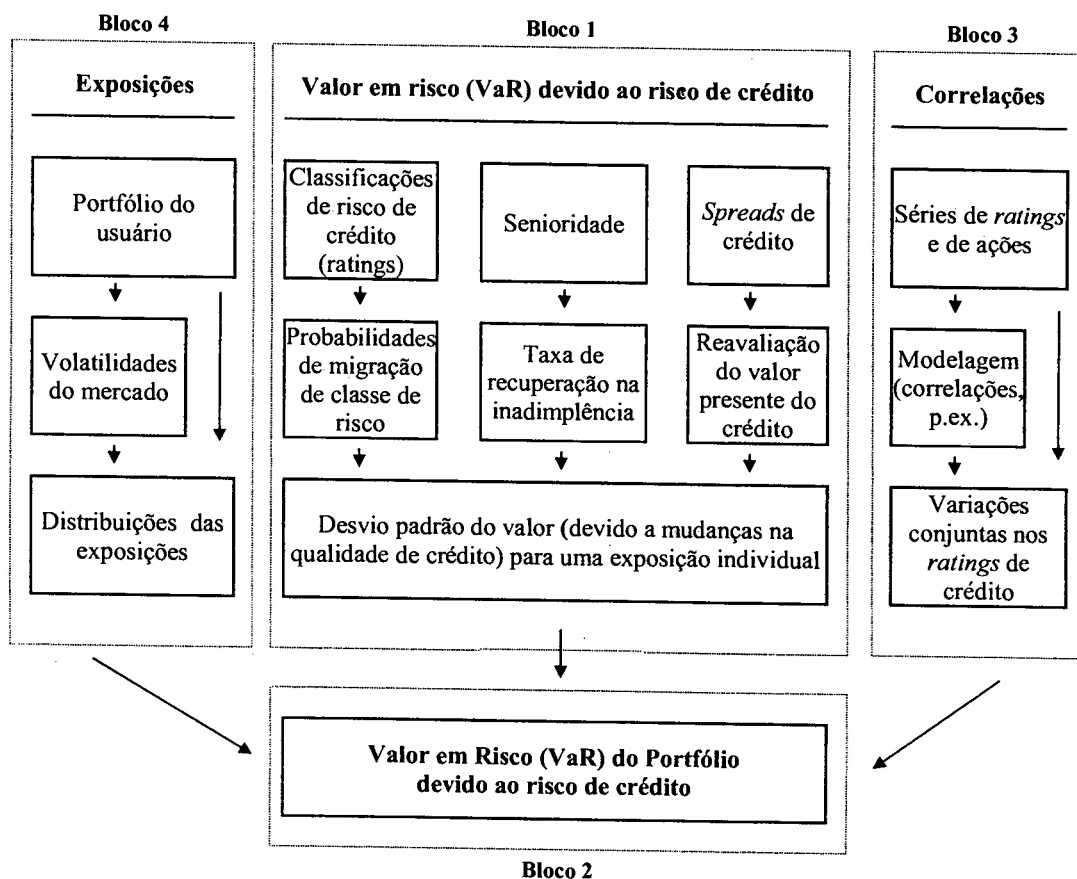 Bloco 4
Exposições
Portfólio do
usuário
Volatilidades
do mercado
Distribuições das
exposições
Bloco 1
Valor em risco (VaR) devido ao risco de crédito
Classificações
de risco de
crédito
(ratings)
Senioridade
Spreads de
crédito
Probabilidades
de migração
de classe de
risco
Taxa de
recuperação na
inadimplência
Reavaliação
do valor
presente do
crédito
Desvio padrão do valor (devido a mudanças na
qualidade de crédito) para uma exposição individual
Bloco 3
Correlações
Séries de ratings
e de ações
Modelagem
(correlações,
p.ex.)
Variações
conjuntas nos
ratings de
crédito
Valor em Risco (VaR) do Portfólio
devido ao risco de crédito
Bloco 2